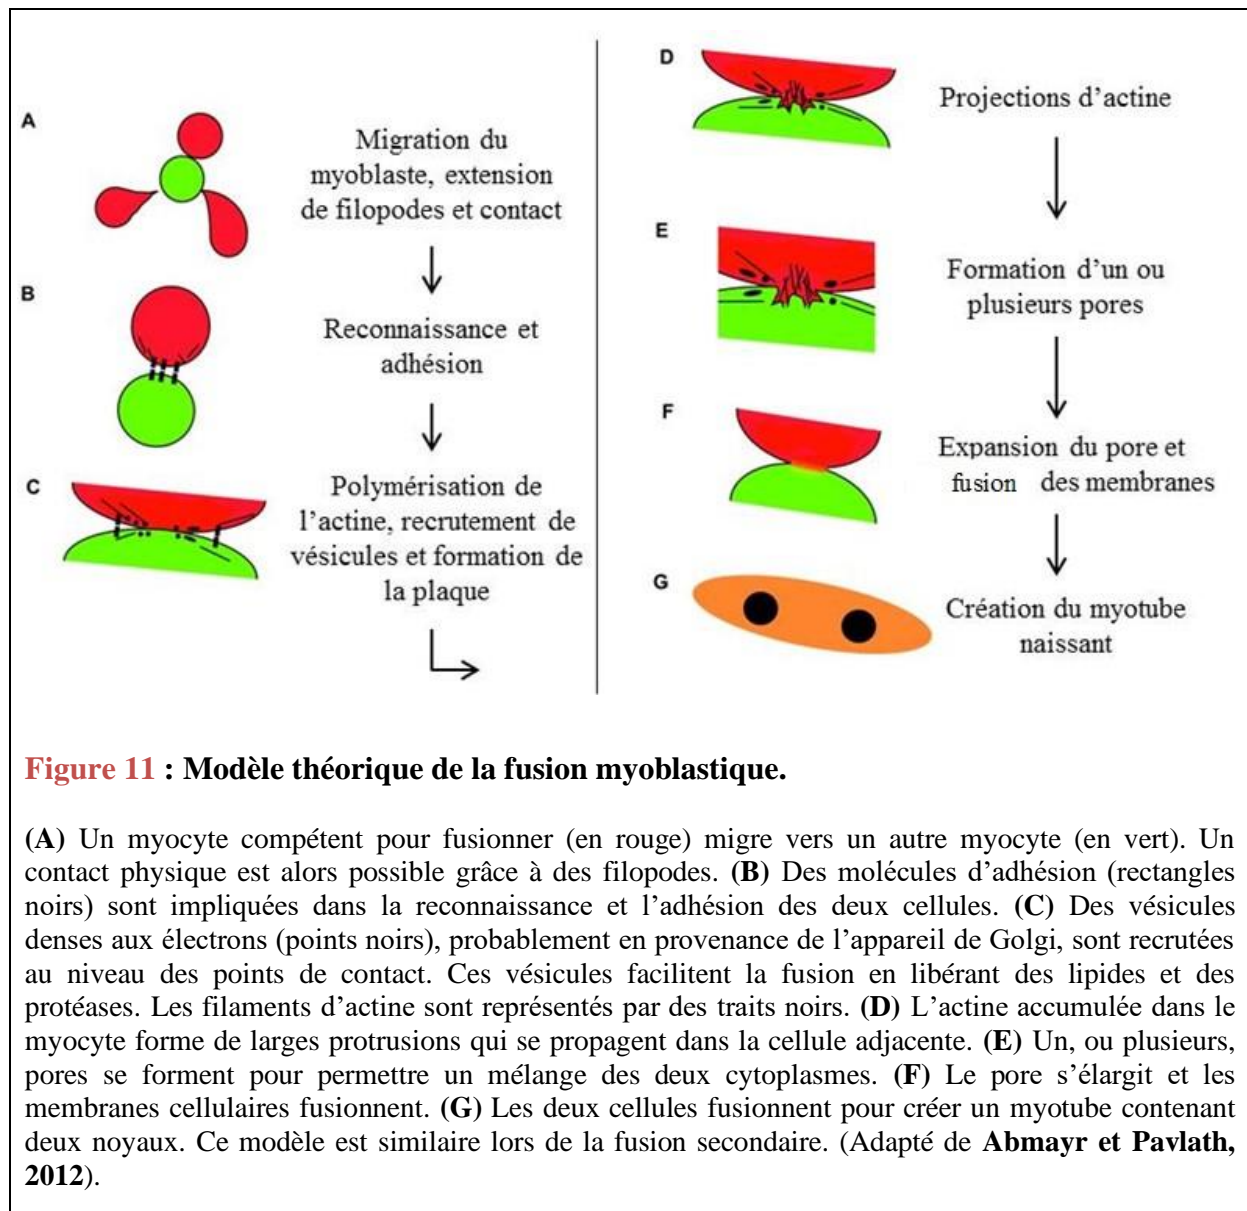 A
Migration du
myoblaste, extension
de filopodes et contact
B
Reconnaissance et
adhésion
C
Polymérisation de
l’actine, recrutement de
vésicules et formation de
la plaque
D
Projections d’actine
E
Formation d’un ou
plusieurs pores
F
Expansion du pore et
fusion des membranes
G
Création du myotube
naissant
Figure 11 : Modèle théorique de la fusion myoblastique.
(A) Un myocyte compétent pour fusionner (en rouge) migre vers un autre myocyte (en vert). Un
contact physique est alors possible grâce à des filopodes. (B) Des molécules d’adhésion (rectangles
noirs) sont impliquées dans la reconnaissance et l’adhésion des deux cellules. (C) Des vésicules
denses aux électrons (points noirs), probablement en provenance de l’appareil de Golgi, sont recrutées
au niveau des points de contact. Ces vésicules facilitent la fusion en libérant des lipides et des
protéases. Les filaments d’actine sont représentés par des traits noirs. (D) L’actine accumulée dans le
myocyte forme de larges protrusions qui se propagent dans la cellule adjacente. (E) Un, ou plusieurs,
pores se forment pour permettre un mélange des deux cytoplasmes. (F) Le pore s’élargit et les
membranes cellulaires fusionnent. (G) Les deux cellules fusionnent pour créer un myotube contenant
deux noyaux. Ce modèle est similaire lors de la fusion secondaire. (Adapté de Abmayr et Pavlath,
2012).